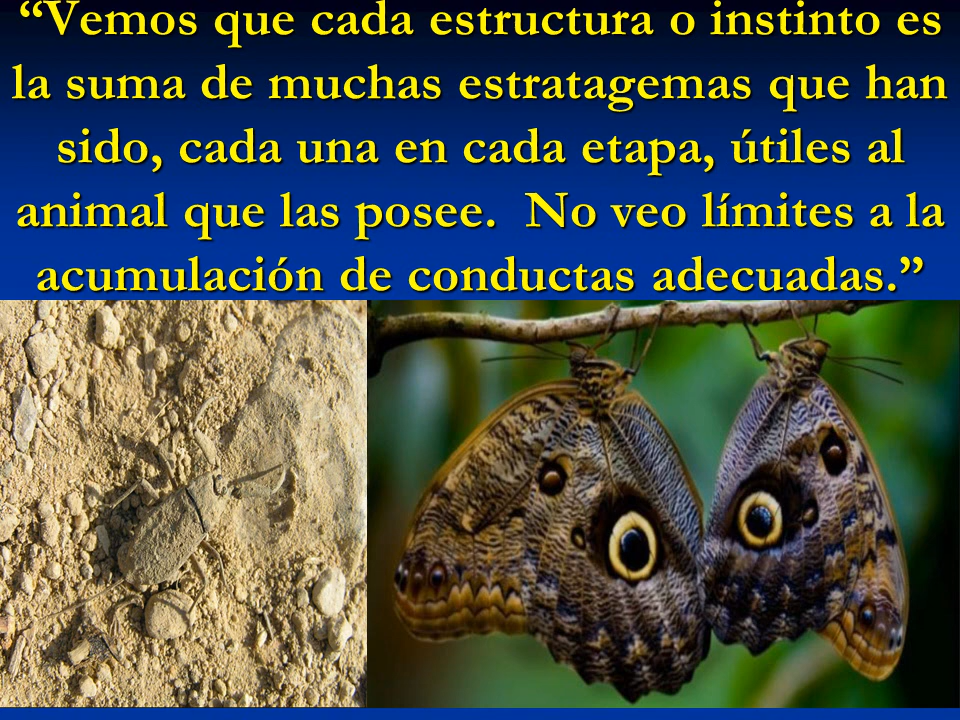 “Vemos que cada estructura o instinto es
la suma de muchas estratagemas que han
sido, cada una en cada etapa, útiles al
animal que las posee.  No veo límites a la
acumulación de conductas adecuadas.”